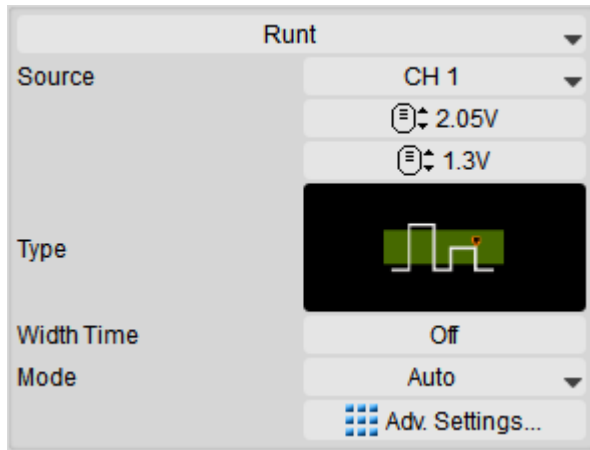 Runt
Source CH 1
2.05V
1.3V
Type
Width Time Off
Mode Auto
Adv. Settings...